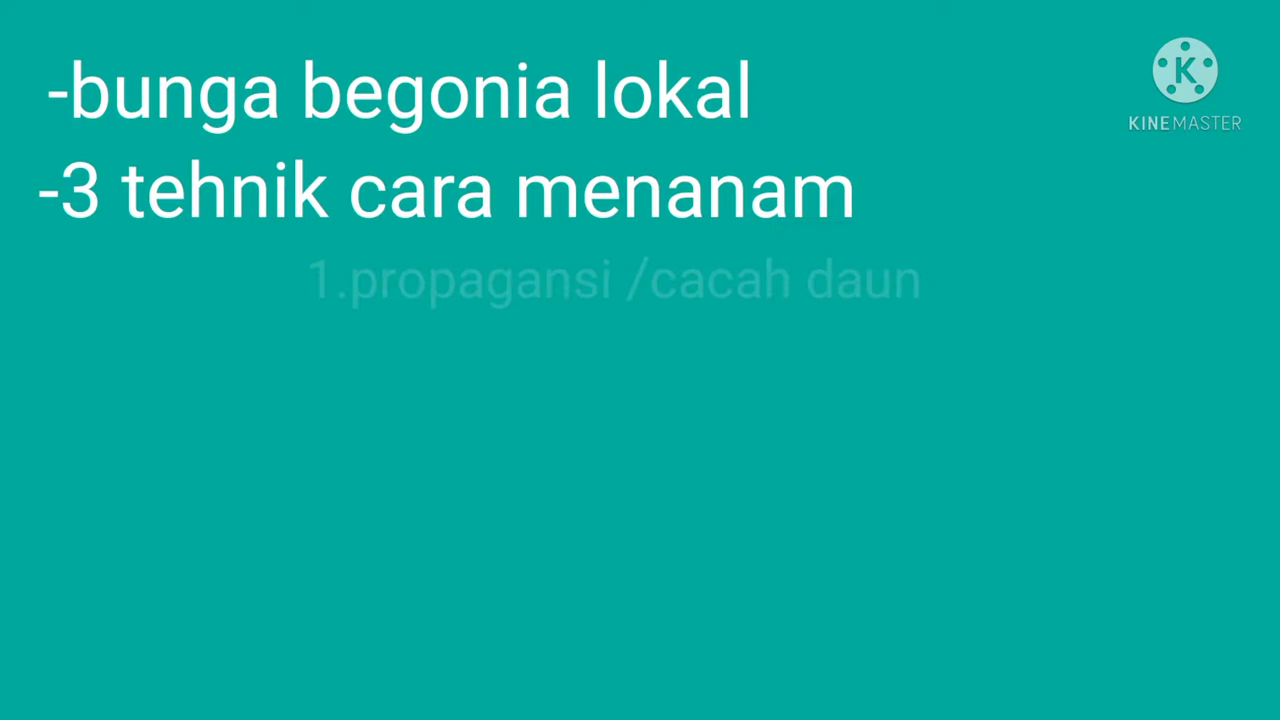 -bunga begonia lokal
-3 tehnik cara menanam
1.propagansi /cacah daun
K
KINEMASTER